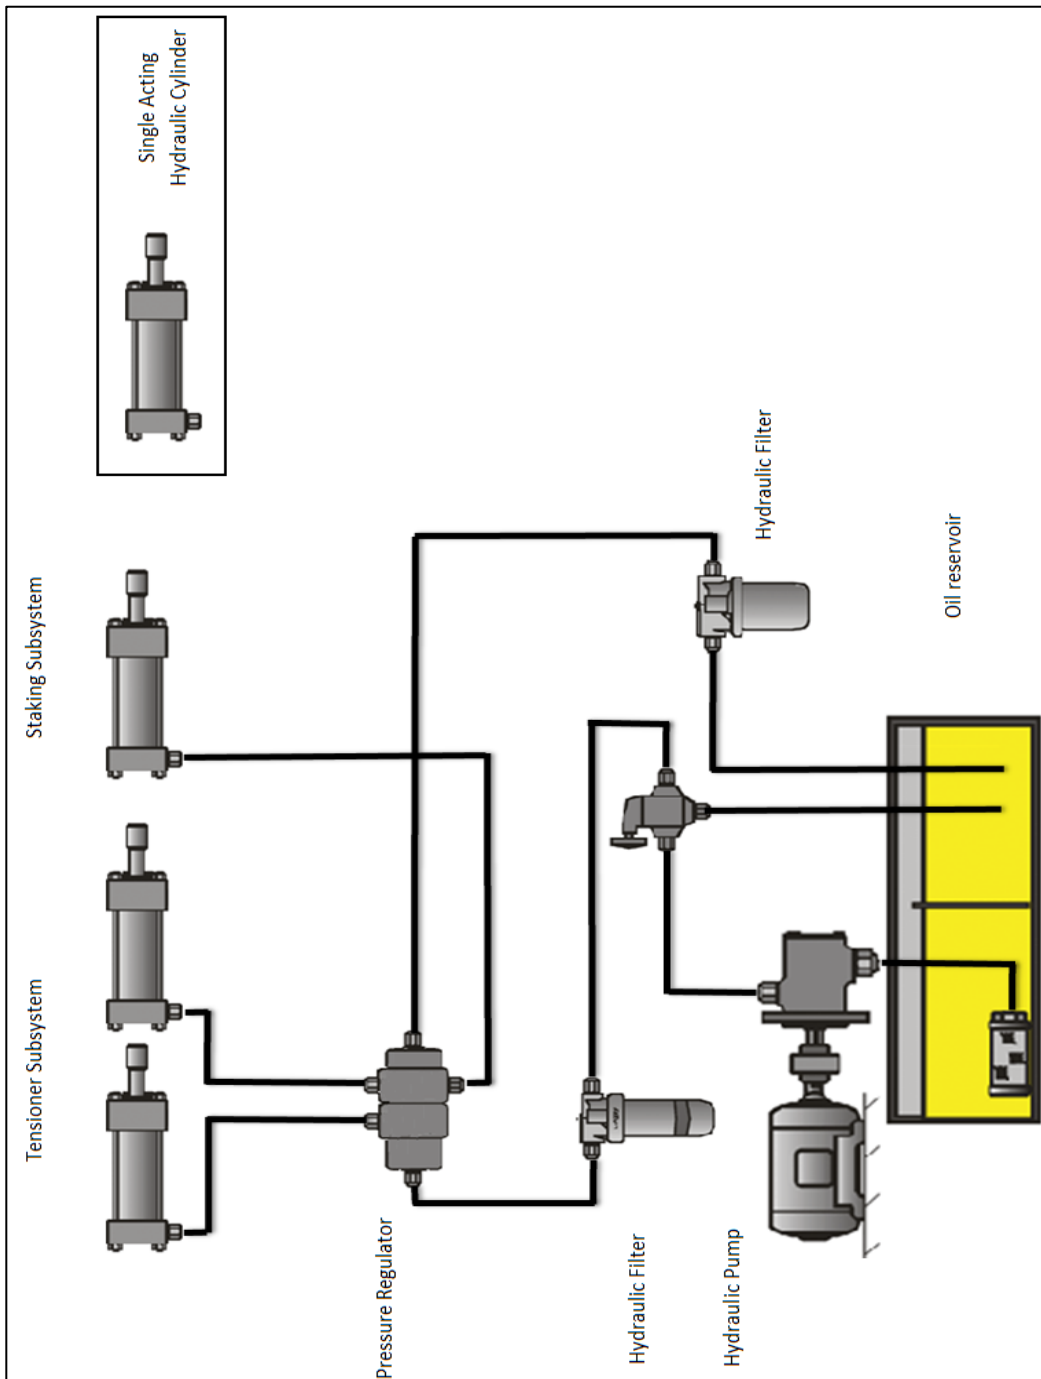 Single Acting
Hydraulic Cylinder
Staking Subsystem
Tensioner Subsystem
Hydraulic Filter
Oil reservoir
Pressure Regulator
Hydraulic Filter
Hydraulic Pump